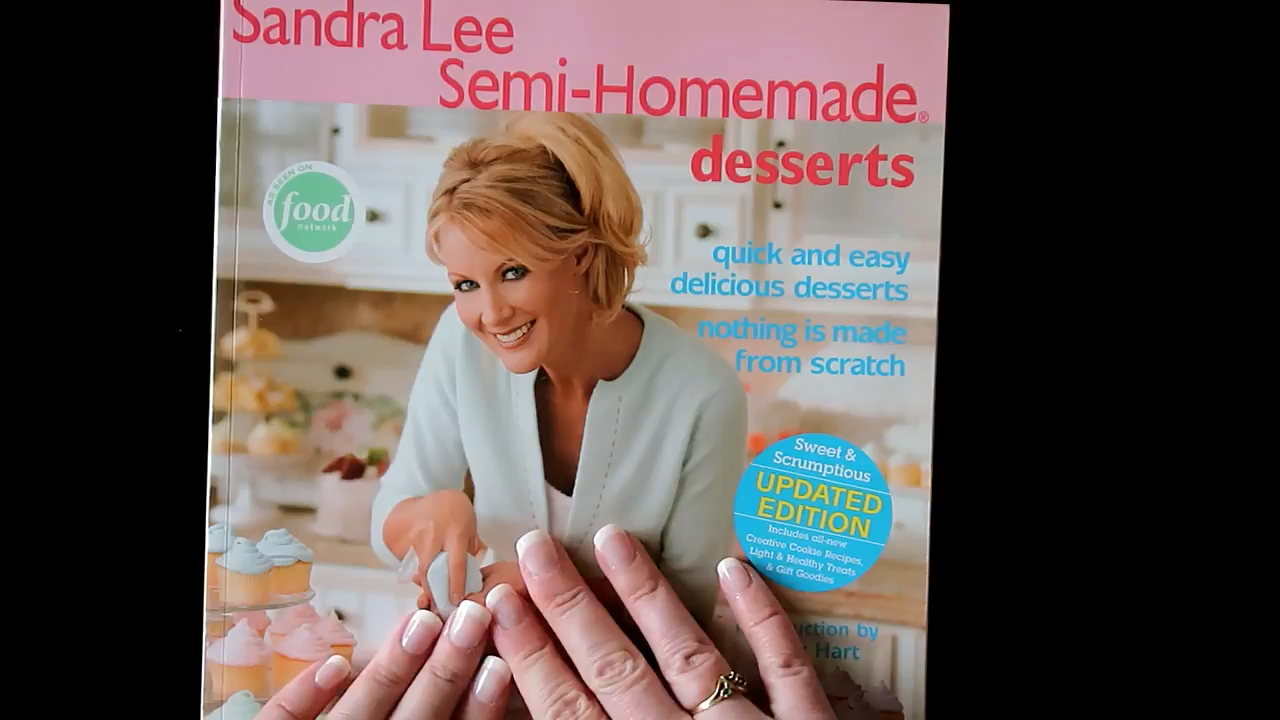 Sandra Lee
Semi-Homemade®
desserts
AS SEEN ON
food
network
quick and easy
delicious desserts
nothing is made
from scratch
Sweet &
Scrumptious
UPDATED
EDITION
Includes all-new
Creative Cookie Recipes,
Light & Healthy Treats
& Gift Goodies
by
Hart